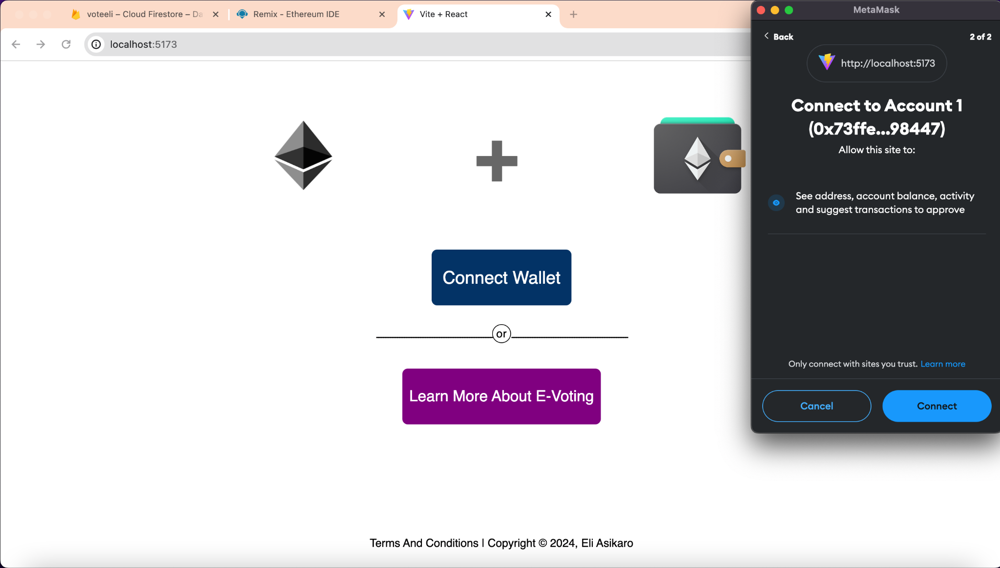 voteeli – Cloud Firestore – Da
Remix - Ethereum IDE
Vite + React
localhost:5173
Connect Wallet
or
Learn More About E-Voting
Terms And Conditions | Copyright © 2024, Eli Asikaro
MetaMask
Back
2 of 2
http://localhost:5173
Connect to Account 1
(0x73ffe...98447)
Allow this site to:
See address, account balance, activity
and suggest transactions to approve
Only connect with sites you trust. Learn more
Cancel
Connect